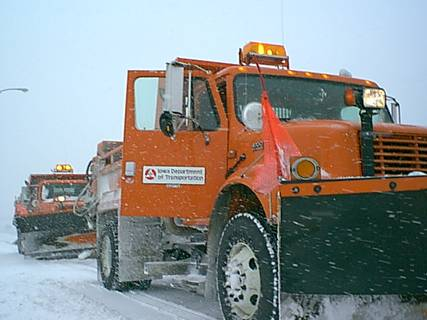 Iowa Department
of Transportation